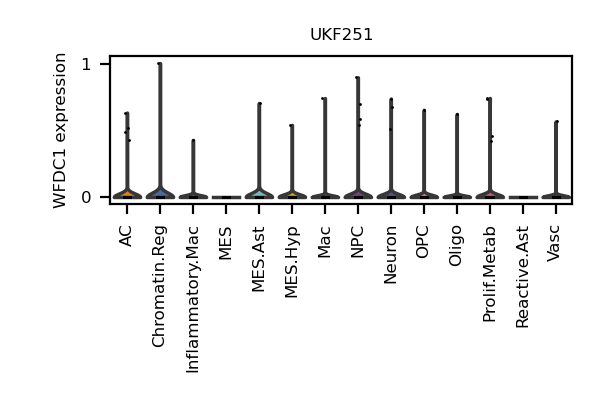 UKF251
WFDC1 expression
1
0
AC
Chromatin.Reg
Inflammatory.Mac
MES
MES.Ast
MES.Hyp
Mac
NPC
Neuron
OPC
Oligo
Prolif.Metab
Reactive.Ast
Vasc